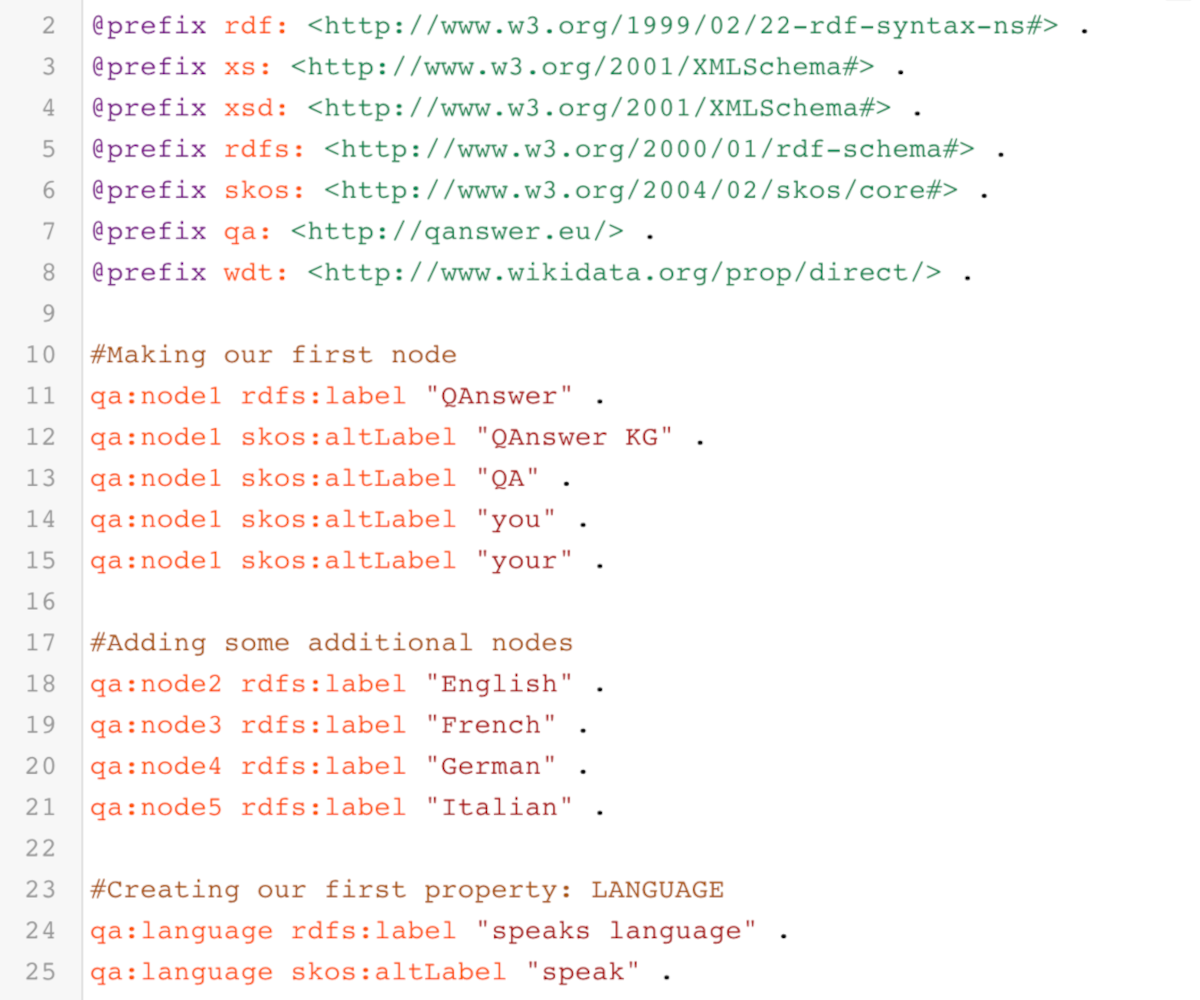 2 @prefix rdf: <http://www.w3.org/1999/02/22-rdf-syntax-ns#> .
3 @prefix xs: <http://www.w3.org/2001/XMLSchema#> .
4 @prefix xsd: <http://www.w3.org/2001/XMLSchema#> .
5 @prefix rdfs: <http://www.w3.org/2000/01/rdf-schema#> .
6 @prefix skos: <http://www.w3.org/2004/02/skos/core#> .
7 @prefix qa: <http://qanswer.eu/> .
8 @prefix wdt: <http://www.wikidata.org/prop/direct/> .
9
10 #Making our first node
11 qa:node1 rdfs:label "QAnswer" .
12 qa:node1 skos:altLabel "QAnswer KG" .
13 qa:node1 skos:altLabel "QA" .
14 qa:node1 skos:altLabel "you" .
15 qa:node1 skos:altLabel "your" .
16
17 #Adding some additional nodes
18 qa:node2 rdfs:label "English" .
19 qa:node3 rdfs:label "French" .
20 qa:node4 rdfs:label "German" .
21 qa:node5 rdfs:label "Italian" .
22
23 #Creating our first property: LANGUAGE
24 qa:language rdfs:label "speaks language" .
25 qa:language skos:altLabel "speak" .